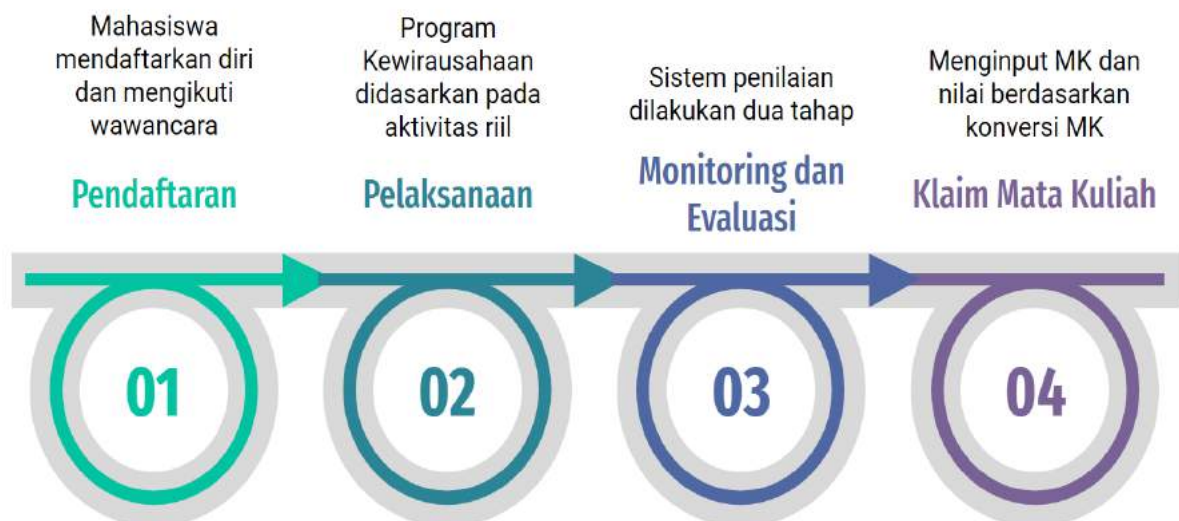 Mahasiswa
mendaftarkan diri
dan mengikuti
wawancara
Pendaftaran
01
Program
Kewirausahaan
didasarkan pada
aktivitas riil
Pelaksanaan
02
Sistem penilaian
dilakukan dua tahap
Monitoring dan
Evaluasi
03
Menginput MK dan
nilai berdasarkan
konversi MK
Klaim Mata Kuliah
04